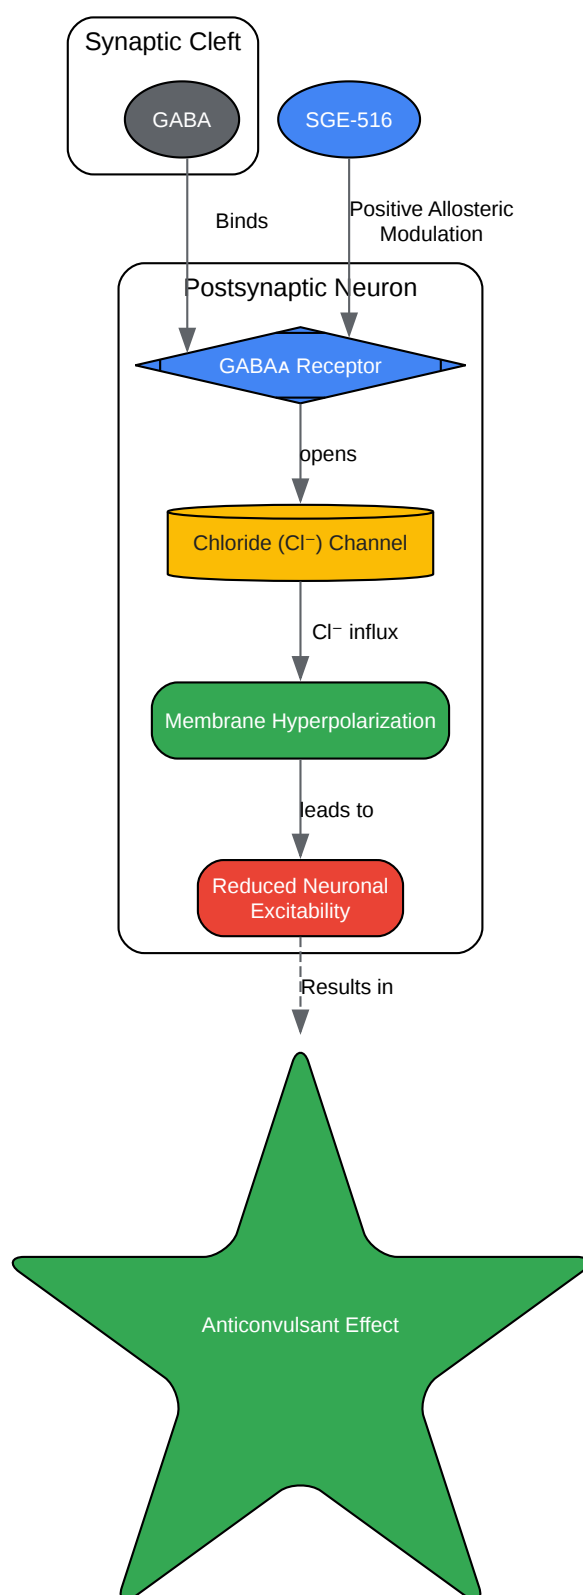 Synaptic Cleft
GABA
SGE-516
Binds
Positive Allosteric
Modulation
Postsynaptic Neuron
GABAᴀ Receptor
opens
Chloride (Cl⁻) Channel
Cl⁻ influx
Membrane Hyperpolarization
leads to
Reduced Neuronal
Excitability
Results in
Anticonvulsant Effect